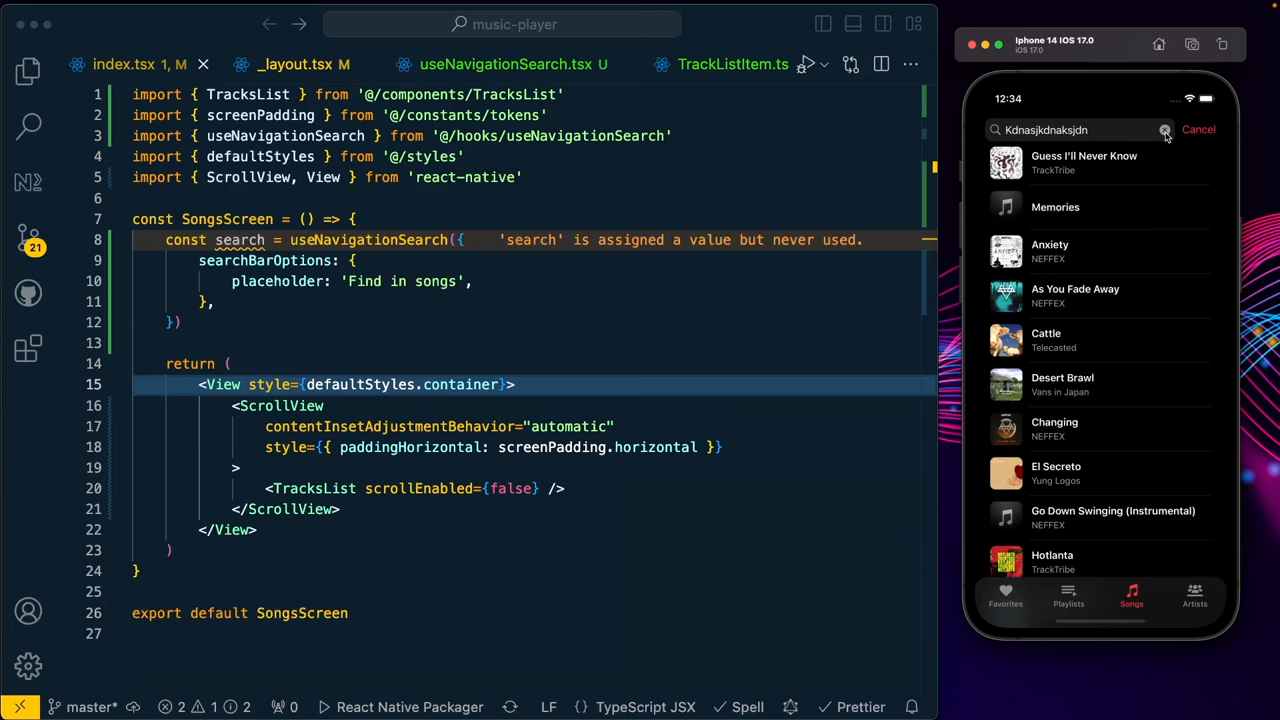 music-player
index.tsx 1, M
_layout.tsx M
useNavigationSearch.tsx U
TrackListItem.ts
1 import { TracksList } from '@/components/TracksList'
2 import { screenPadding } from '@/constants/tokens'
3 import { useNavigationSearch } from '@/hooks/useNavigationSearch'
4 import { defaultStyles } from '@/styles'
5 import { ScrollView, View } from 'react-native'
6
7 const SongsScreen = () => {
8 const search = useNavigationSearch({ 'search' is assigned a value but never used.
9 searchBarOptions: {
10 placeholder: 'Find in songs',
11 },
12 })
13
14 return (
15 <View style={defaultStyles.container}>
16 <ScrollView
17 contentInsetAdjustmentBehavior="automatic"
18 style={{ paddingHorizontal: screenPadding.horizontal }}
19 >
20 <TracksList scrollEnabled={false} />
21 </ScrollView>
22 </View>
23 )
24 }
25
26 export default SongsScreen
27
21
master* 2 1 2 0 React Native Packager LF {} TypeScript JSX Spell Prettier
Iphone 14 IOS 17.0
iOS 17.0
12:34
Kdnasjkdnaksjdn Cancel
Guess I'll Never Know
TrackTribe
Memories
Anxiety
NEFFEX
As You Fade Away
NEFFEX
Cattle
Telecasted
Desert Brawl
Vans in Japan
Changing
NEFFEX
El Secreto
Yung Logos
Go Down Swinging (Instrumental)
NEFFEX
Hotlanta
TrackTribe
Favorites Playlists Songs Artists